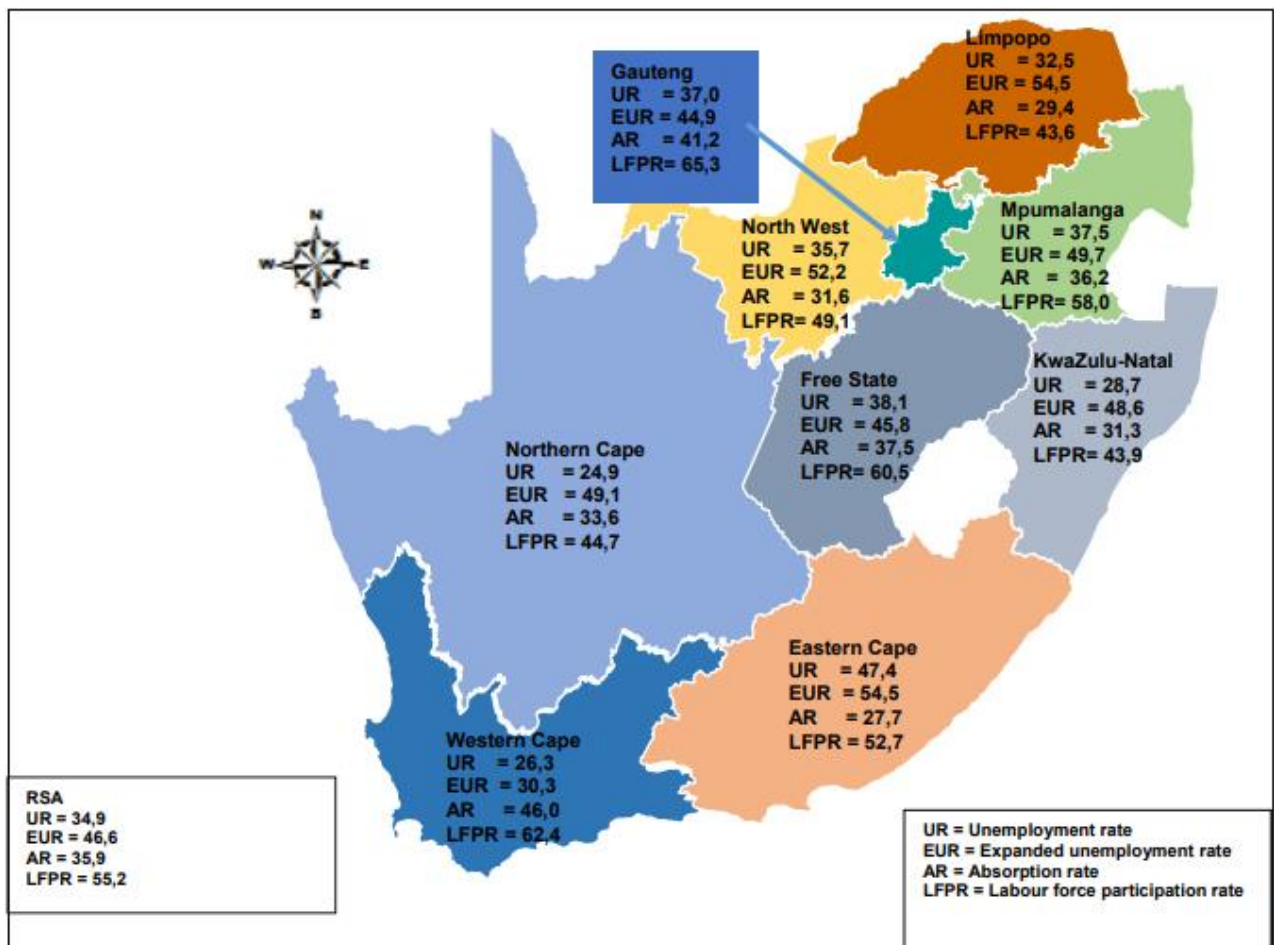 Limpopo
UR = 32,5
EUR = 54,5
AR = 29,4
LFPR= 43,6
Gauteng
UR = 37,0
EUR = 44,9
AR = 41,2
LFPR= 65,3
Mpumalanga
UR = 37,5
EUR = 49,7
AR = 36,2
LFPR= 58,0
North West
UR = 35,7
EUR = 52,2
AR = 31,6
LFPR= 49,1
N
W
E
S
KwaZulu-Natal
UR = 28,7
EUR = 48,6
AR = 31,3
LFPR= 43,9
Free State
UR = 38,1
EUR = 45,8
AR = 37,5
LFPR= 60,5
Northern Cape
UR = 24,9
EUR = 49,1
AR = 33,6
LFPR = 44,7
Eastern Cape
UR = 47,4
EUR = 54,5
AR = 27,7
LFPR = 52,7
Western Cape
UR = 26,3
EUR = 30,3
AR = 46,0
LFPR = 62,4
RSA
UR = 34,9
EUR = 46,6
AR = 35,9
LFPR = 55,2
UR = Unemployment rate
EUR = Expanded unemployment rate
AR = Absorption rate
LFPR = Labour force participation rate